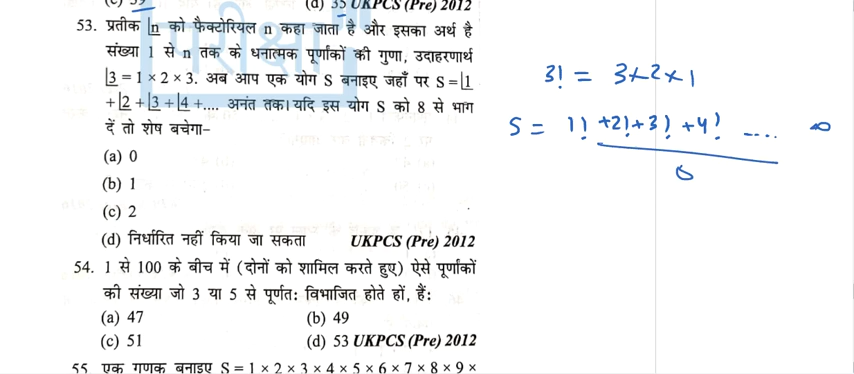 (d) 35 UKPCS (Pre) 2012
53. प्रतीक |n को फैक्टोरियल n कहा जाता है और इसका अर्थ है
संख्या 1 से n तक के धनात्मक पूर्णांकों की गुणा, उदाहरणार्थ
|3 = 1 × 2 × 3. अब आप एक योग S बनाइए जहाँ पर S = |1
+|2 + |3 + |4 +.... अनंत तक। यदि इस योग S को 8 से भाग
दें तो शेष बचेगा–
(a) 0
(b) 1
(c) 2
(d) निर्धारित नहीं किया जा सकता UKPCS (Pre) 2012
54. 1 से 100 के बीच में (दोनों को शामिल करते हुए) ऐसे पूर्णांकों
की संख्या जो 3 या 5 से पूर्णत: विभाजित होते हों, हैं:
(a) 47 (b) 49
(c) 51 (d) 53 UKPCS (Pre) 2012
55 एक गुणक बनाइए S = 1 × 2 × 3 × 4 × 5 × 6 × 7 × 8 × 9 ×
3! = 3×2×1
S = 1! +2!+3! +4! .... ∞
परीक्षा